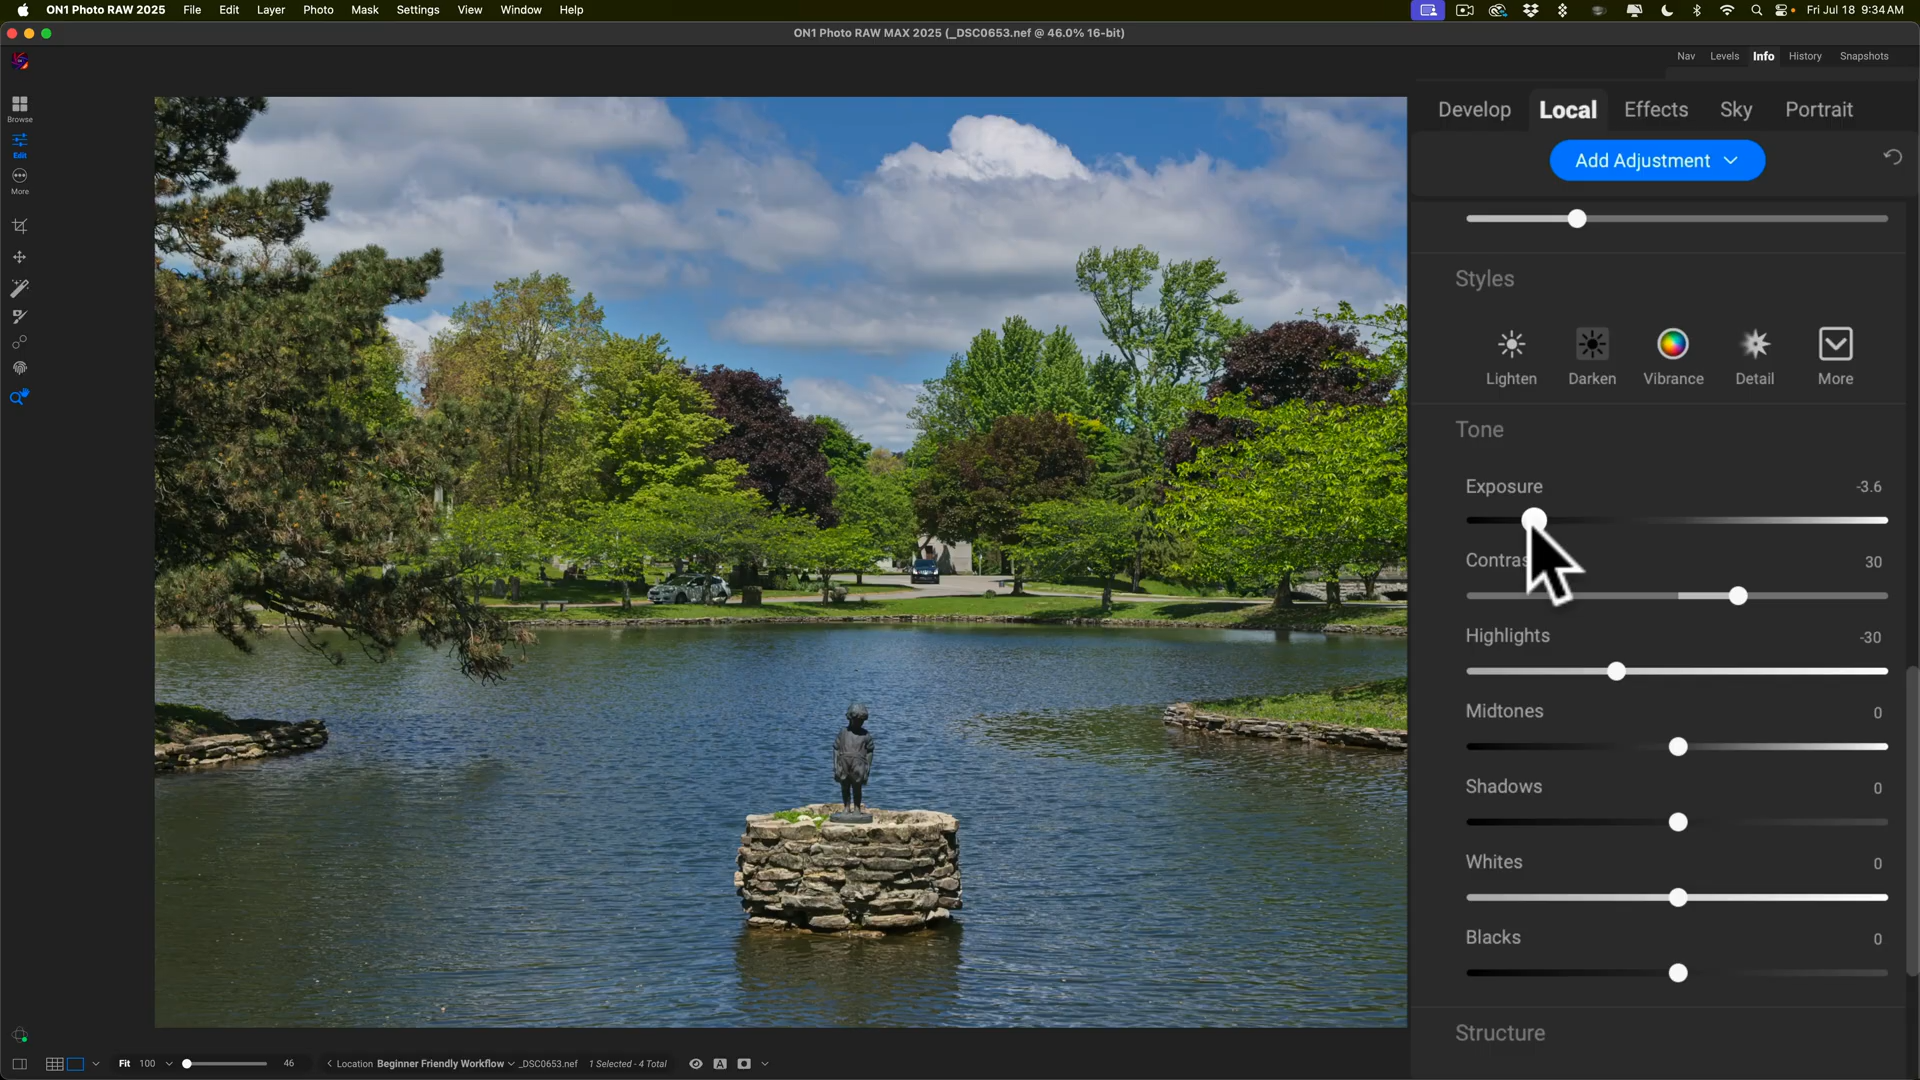 ON1 Photo RAW 2025 File Edit Layer Photo Mask Settings View Window Help Fri Jul 18 9:34 AM
ON1 Photo RAW MAX 2025 (_DSC0653.nef @ 46.0% 16-bit)
Nav Levels Info History Snapshots
Browse
Edit
More
Develop Local Effects Sky Portrait
Add Adjustment
Styles
Lighten Darken Vibrance Detail More
Tone
Exposure -3.6
Contras 30
Highlights -30
Midtones 0
Shadows 0
Whites 0
Blacks 0
Structure
Fit 100 46 Location Beginner Friendly Workflow _DSC0653.nef 1 Selected - 4 Total A